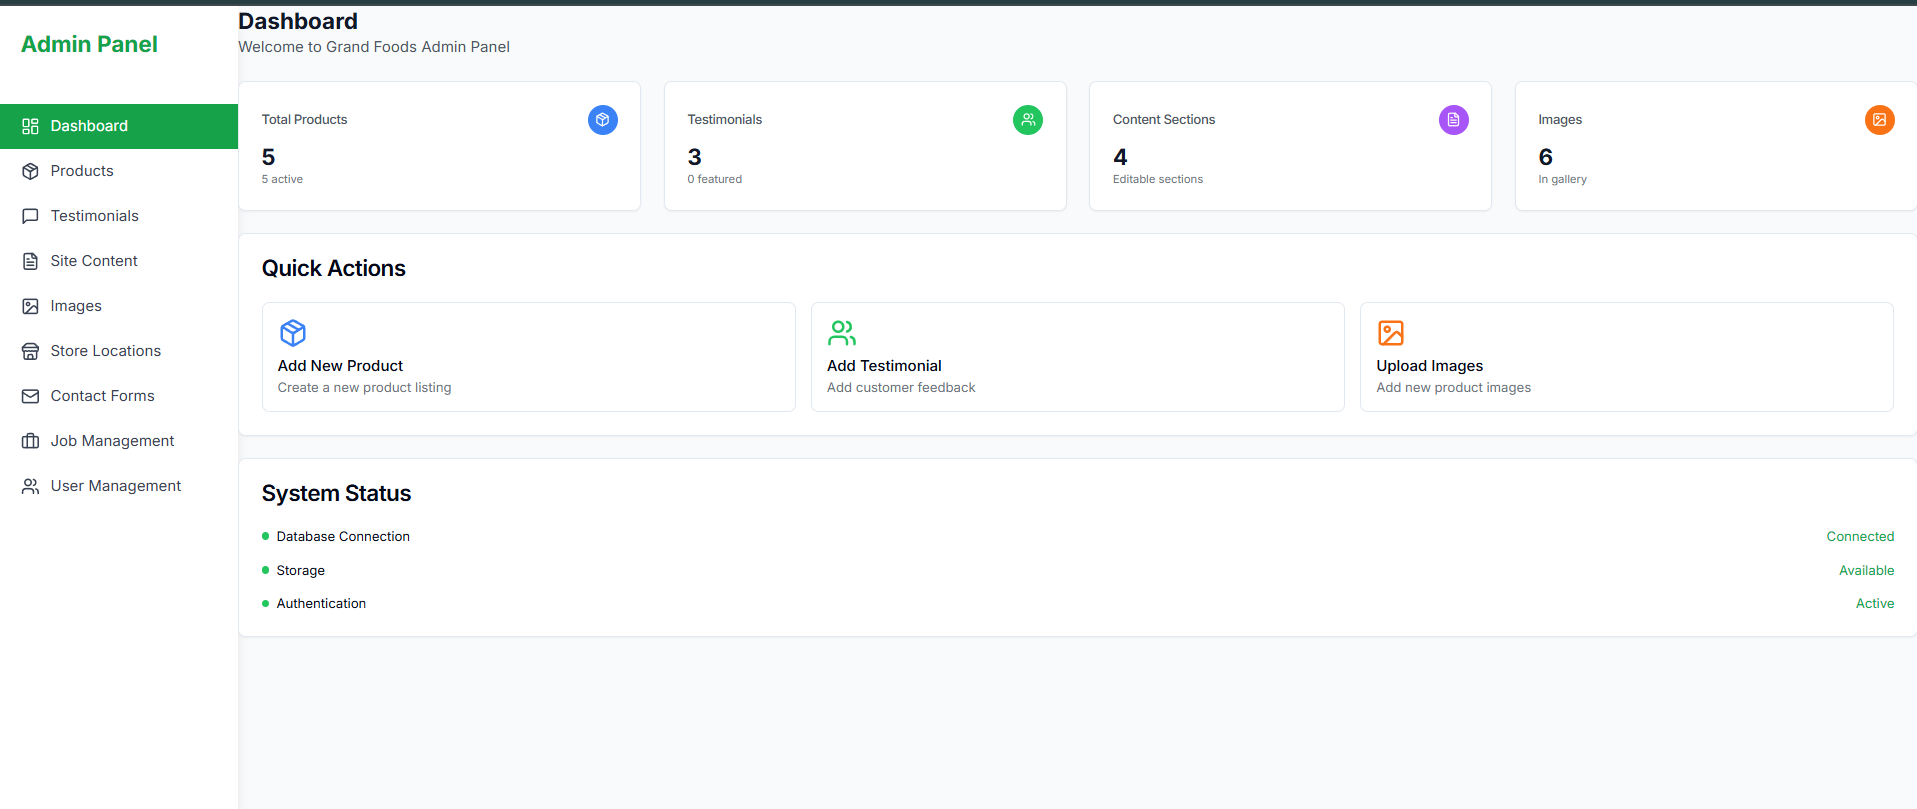 Admin Panel
Dashboard
Products
Testimonials
Site Content
Images
Store Locations
Contact Forms
Job Management
User Management
Dashboard
Welcome to Grand Foods Admin Panel
Total Products
5
5 active
Testimonials
3
0 featured
Content Sections
4
Editable sections
Images
6
In gallery
Quick Actions
Add New Product
Create a new product listing
Add Testimonial
Add customer feedback
Upload Images
Add new product images
System Status
Database Connection Connected
Storage Available
Authentication Active